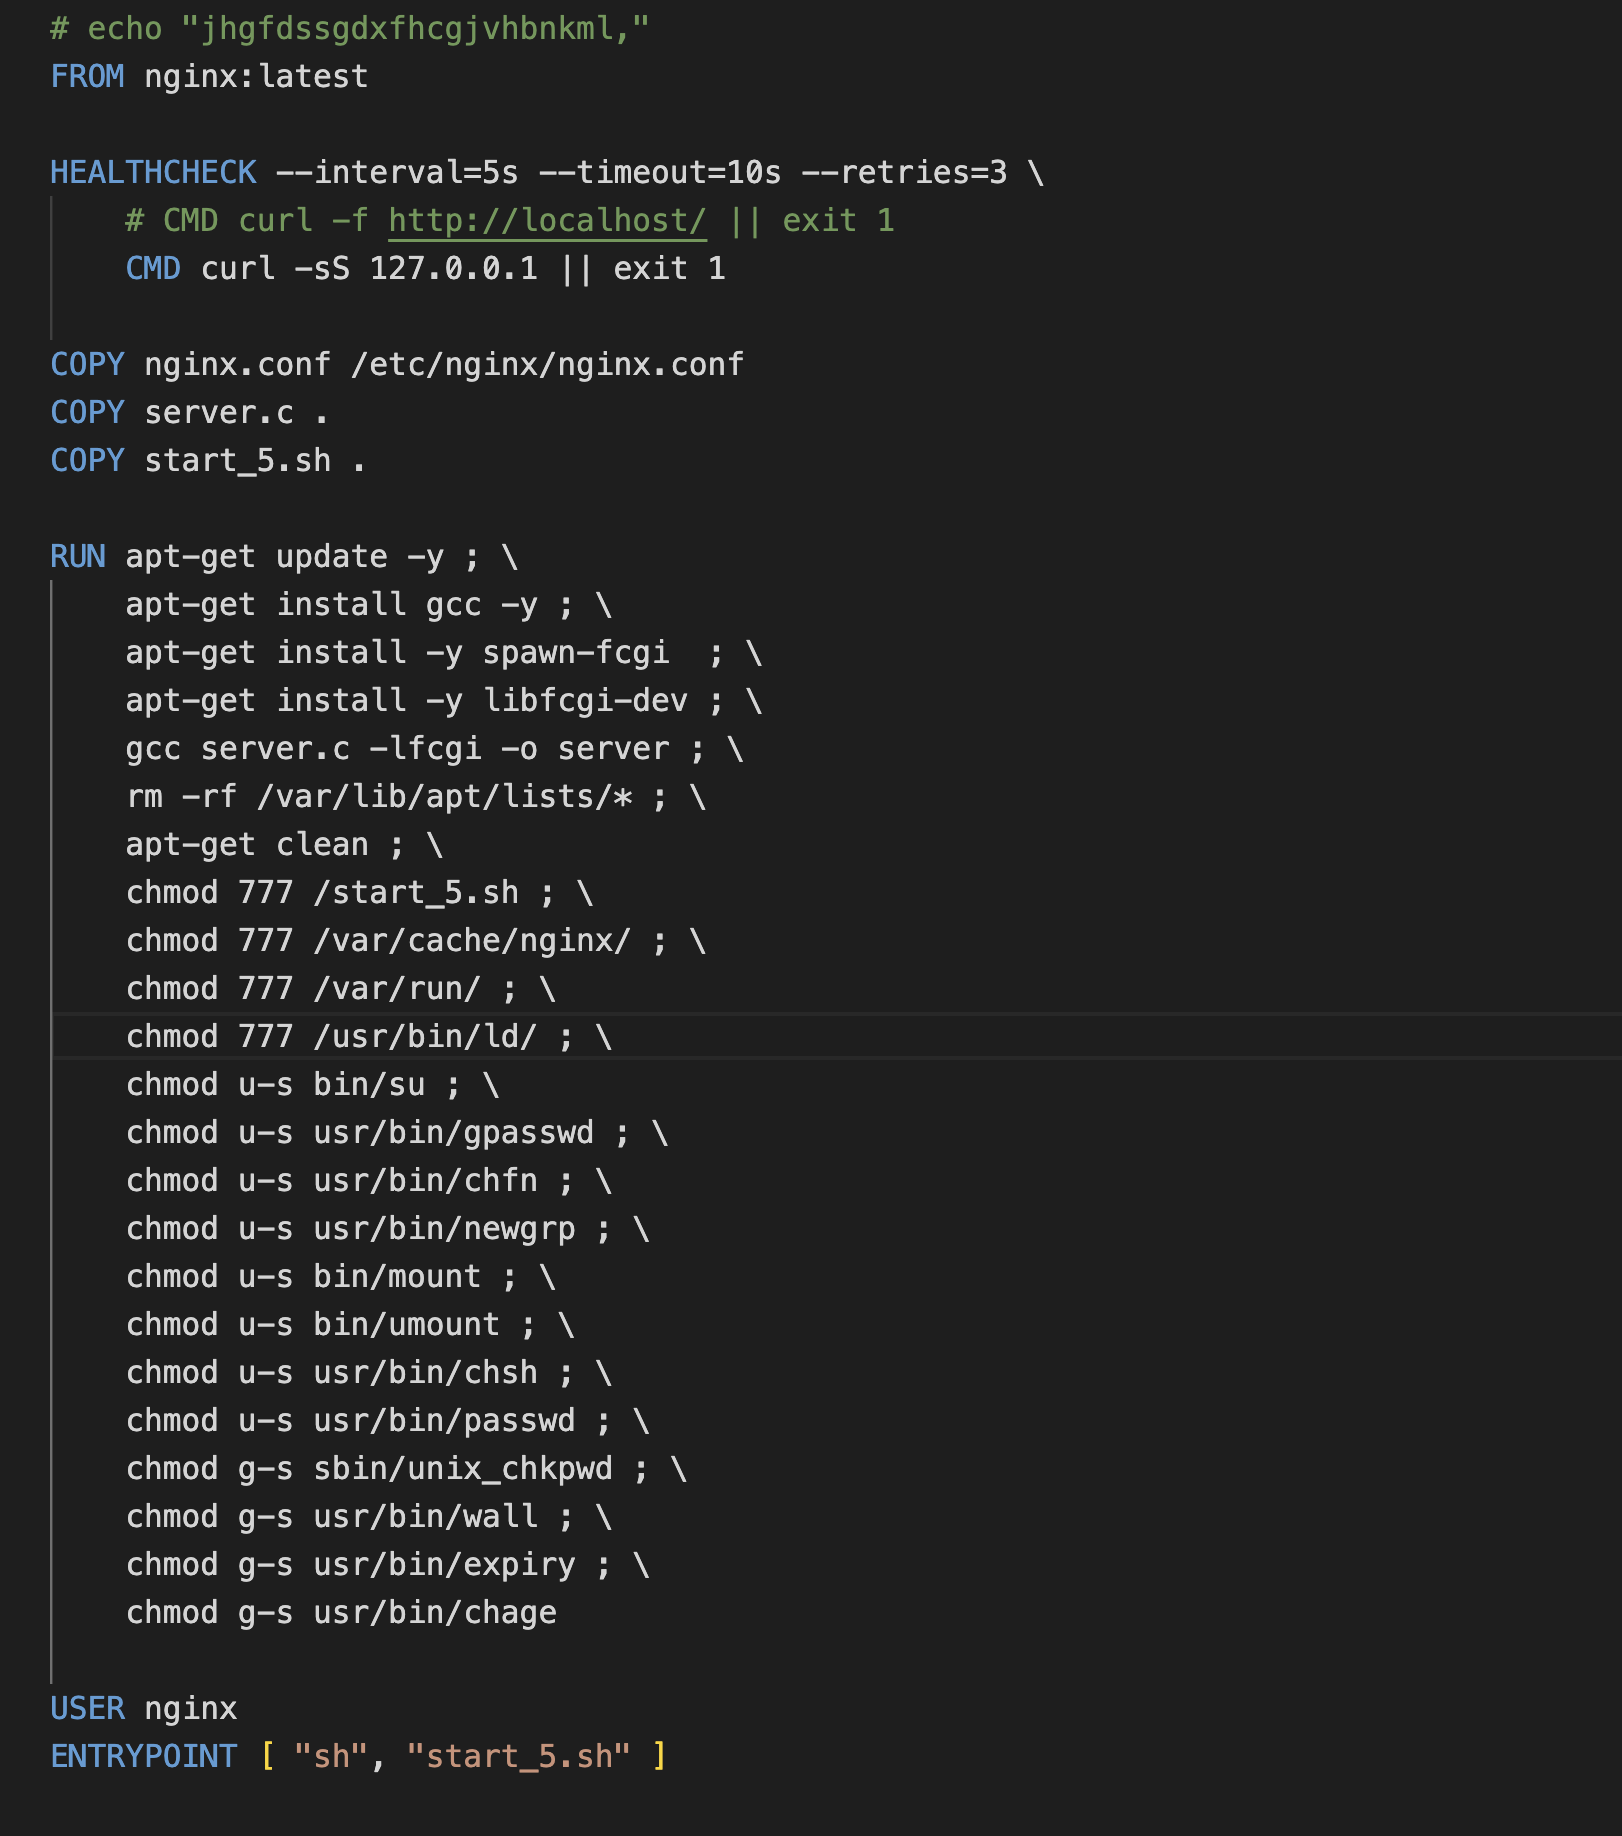 # echo "jhgfdssgdxfhcgjvhbnkml,"
FROM nginx:latest
HEALTHCHECK --interval=5s --timeout=10s --retries=3 \
# CMD curl -f http://localhost/ || exit 1
CMD curl -sS 127.0.0.1 || exit 1
COPY nginx.conf /etc/nginx/nginx.conf
COPY server.c .
COPY start_5.sh .
RUN apt-get update -y ; \
apt-get install gcc -y ; \
apt-get install -y spawn-fcgi  ; \
apt-get install -y libfcgi-dev ; \
gcc server.c -lfcgi -o server ; \
rm -rf /var/lib/apt/lists/* ; \
apt-get clean ; \
chmod 777 /start_5.sh ; \
chmod 777 /var/cache/nginx/ ; \
chmod 777 /var/run/ ; \
chmod 777 /usr/bin/ld/ ; \
chmod u-s bin/su ; \
chmod u-s usr/bin/gpasswd ; \
chmod u-s usr/bin/chfn ; \
chmod u-s usr/bin/newgrp ; \
chmod u-s bin/mount ; \
chmod u-s bin/umount ; \
chmod u-s usr/bin/chsh ; \
chmod u-s usr/bin/passwd ; \
chmod g-s sbin/unix_chkpwd ; \
chmod g-s usr/bin/wall ; \
chmod g-s usr/bin/expiry ; \
chmod g-s usr/bin/chage
USER nginx
ENTRYPOINT [ "sh", "start_5.sh" ]